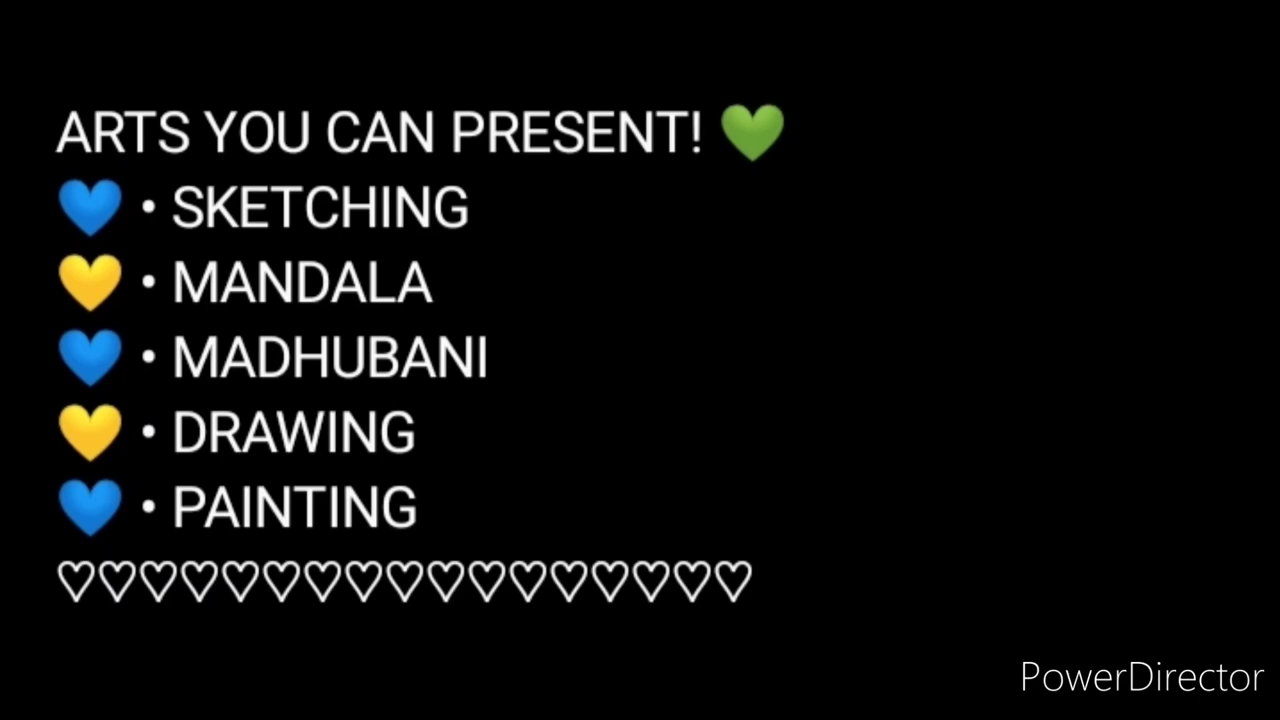 ARTS YOU CAN PRESENT! 💚
💙 • SKETCHING
💛 • MANDALA
💙 • MADHUBANI
💛 • DRAWING
💙 • PAINTING
♡♡♡♡♡♡♡♡♡♡♡♡♡♡♡♡♡
PowerDirector